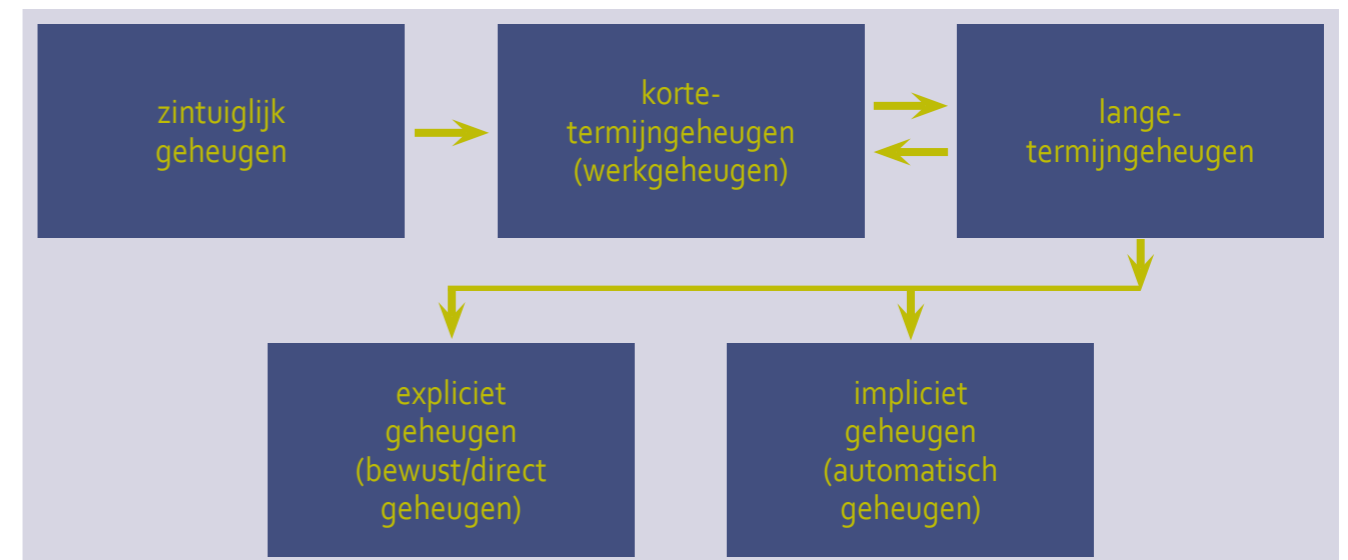 zintuiglijk
geheugen
korte-
termijngeheugen
(werkgeheugen)
lange-
termijngeheugen
expliciet
geheugen
(bewust/direct
geheugen)
impliciet
geheugen
(automatisch
geheugen)